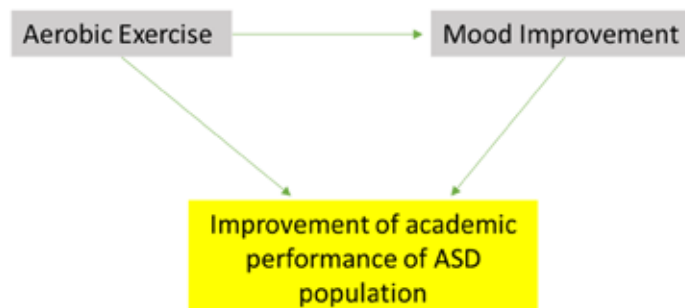 Aerobic Exercise
Mood Improvement
Improvement of academic
performance of ASD
population